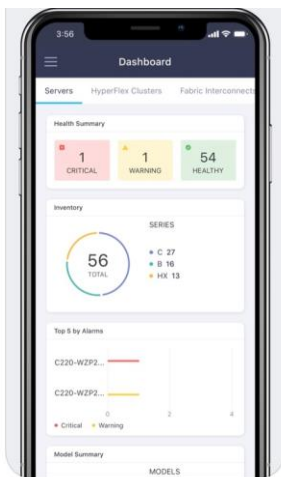 3:56
Dashboard
Servers HyperFlex Clusters Fabric Interconnects
Health Summary
1 1 54
CRITICAL WARNING HEALTHY
Inventory
SERIES
56
TOTAL
C 27
B 16
HX 13
Top 5 by Alarms
C220-WZP2...
C220-WZP2...
0 2 4
Critical Warning
Model Summary
MODELS